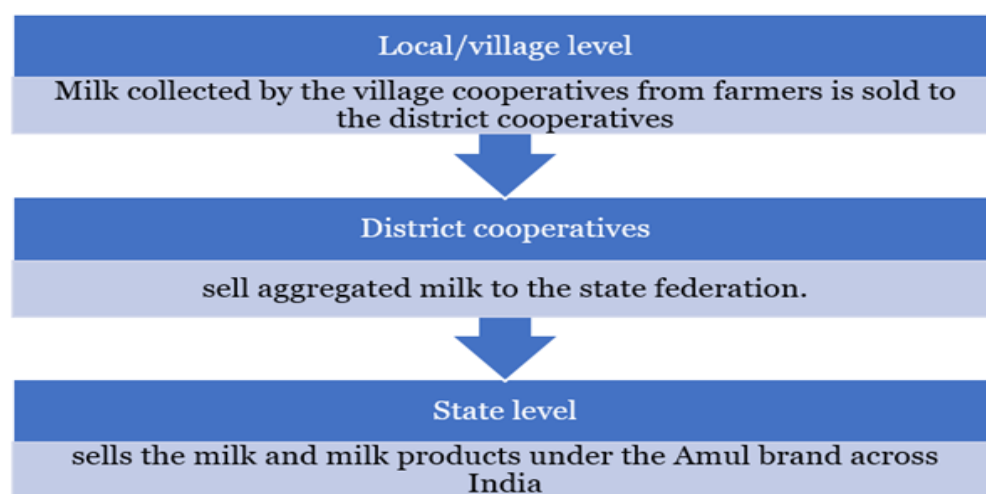 Local/village level
Milk collected by the village cooperatives from farmers is sold to
the district cooperatives
District cooperatives
sell aggregated milk to the state federation.
State level
sells the milk and milk products under the Amul brand across
India